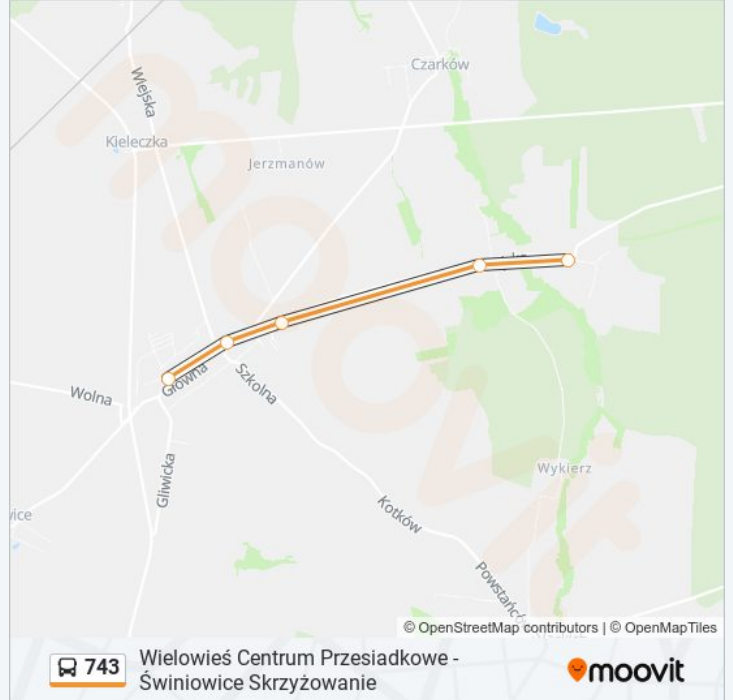 Czarków
Wiejska
Kieleczka
Jerzmanów
Główna
Szkolna
Wolna
Gliwicka
Wykierz
Kotków
© OpenStreetMap contributors | © OpenMapTiles
743
Wielowieś Centrum Przesiadkowe -
Świniowice Skrzyżowanie
moovit